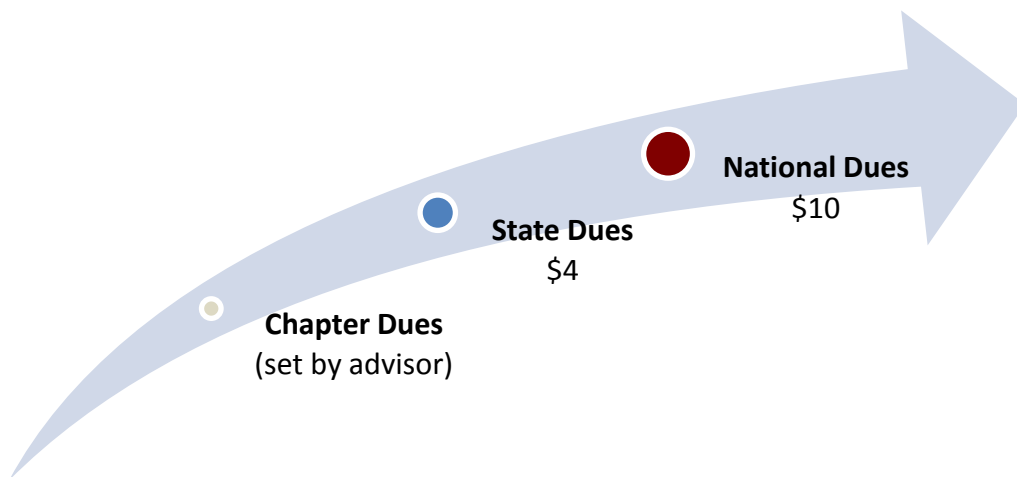 National Dues
$10
State Dues
$4
Chapter Dues
(set by advisor)